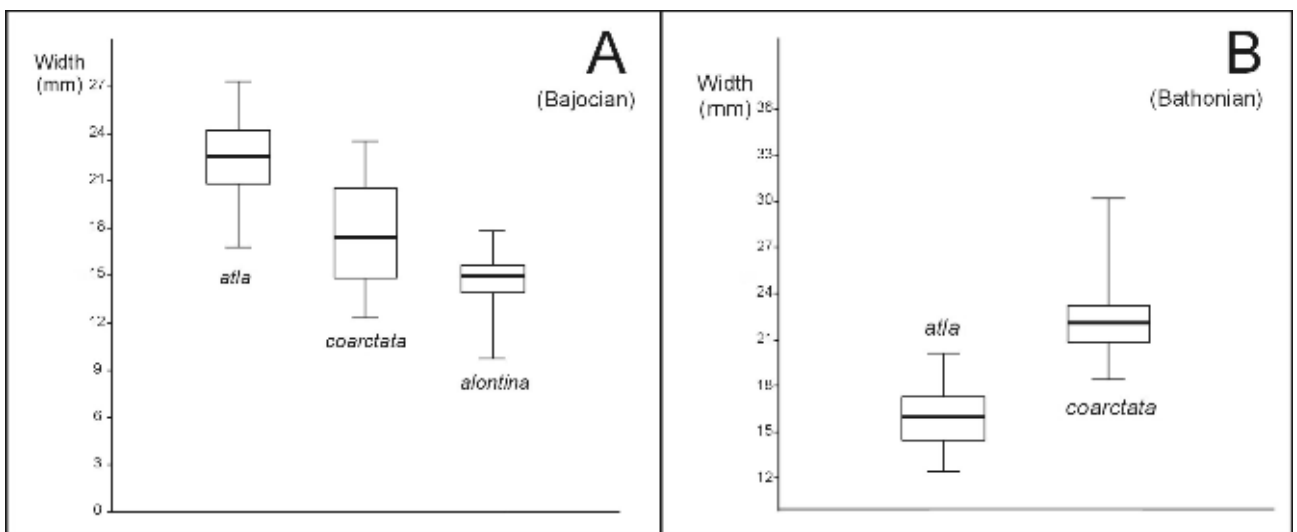 A
(Bajocian)
Width
(mm)
27
24
21
18
15
12
9
6
3
0
atla
coarctata
alontina
B
(Bathonian)
Width
(mm)
36
33
30
27
24
21
18
15
12
atla
coarctata